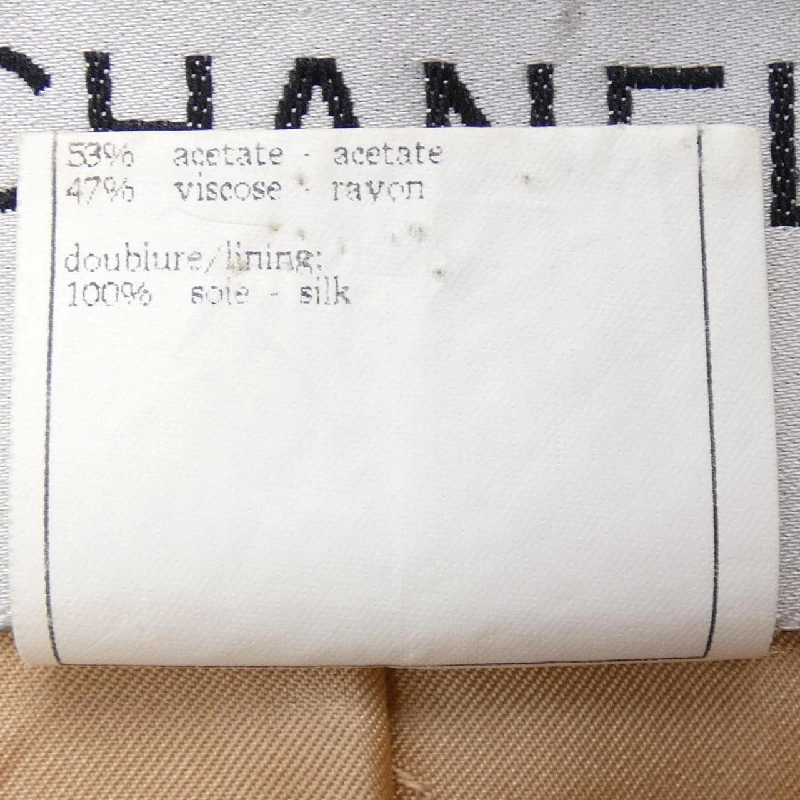 CHANEL
53% acetate - acetate
47% viscose - rayon
doublure/lining:
100% soie - silk